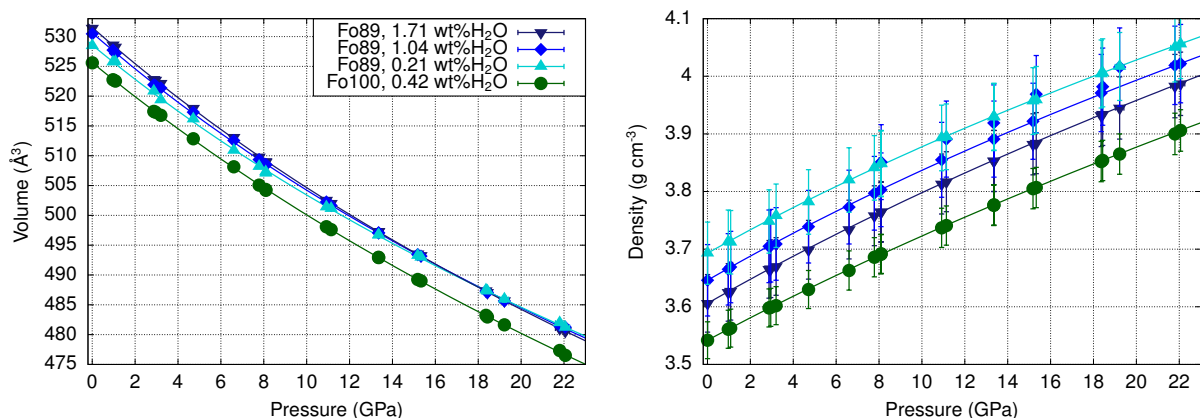 530
525
520
515
510
505
500
495
490
485
480
475
Volume (Å³)
0 2 4 6 8 10 12 14 16 18 20 22
Pressure (GPa)
Fo89, 1.71 wt%H₂O
Fo89, 1.04 wt%H₂O
Fo89, 0.21 wt%H₂O
Fo100, 0.42 wt%H₂O
4.1
4
3.9
3.8
3.7
3.6
3.5
Density (g cm⁻³)
0 2 4 6 8 10 12 14 16 18 20 22
Pressure (GPa)